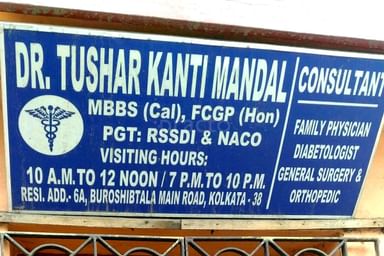 DR. TUSHAR KANTI MANDAL
MBBS (Cal), FCGP (Hon)
PGT: RSSDI & NACO
VISITING HOURS:
10 A.M. TO 12 NOON / 7 P.M. TO 10 P.M.
RESI. ADD.- 6A, BUROSHIBTALA MAIN ROAD, KOLKATA - 38
CONSULTANT
FAMILY PHYSICIAN
DIABETOLOGIST
GENERAL SURGERY &
ORTHOPEDIC